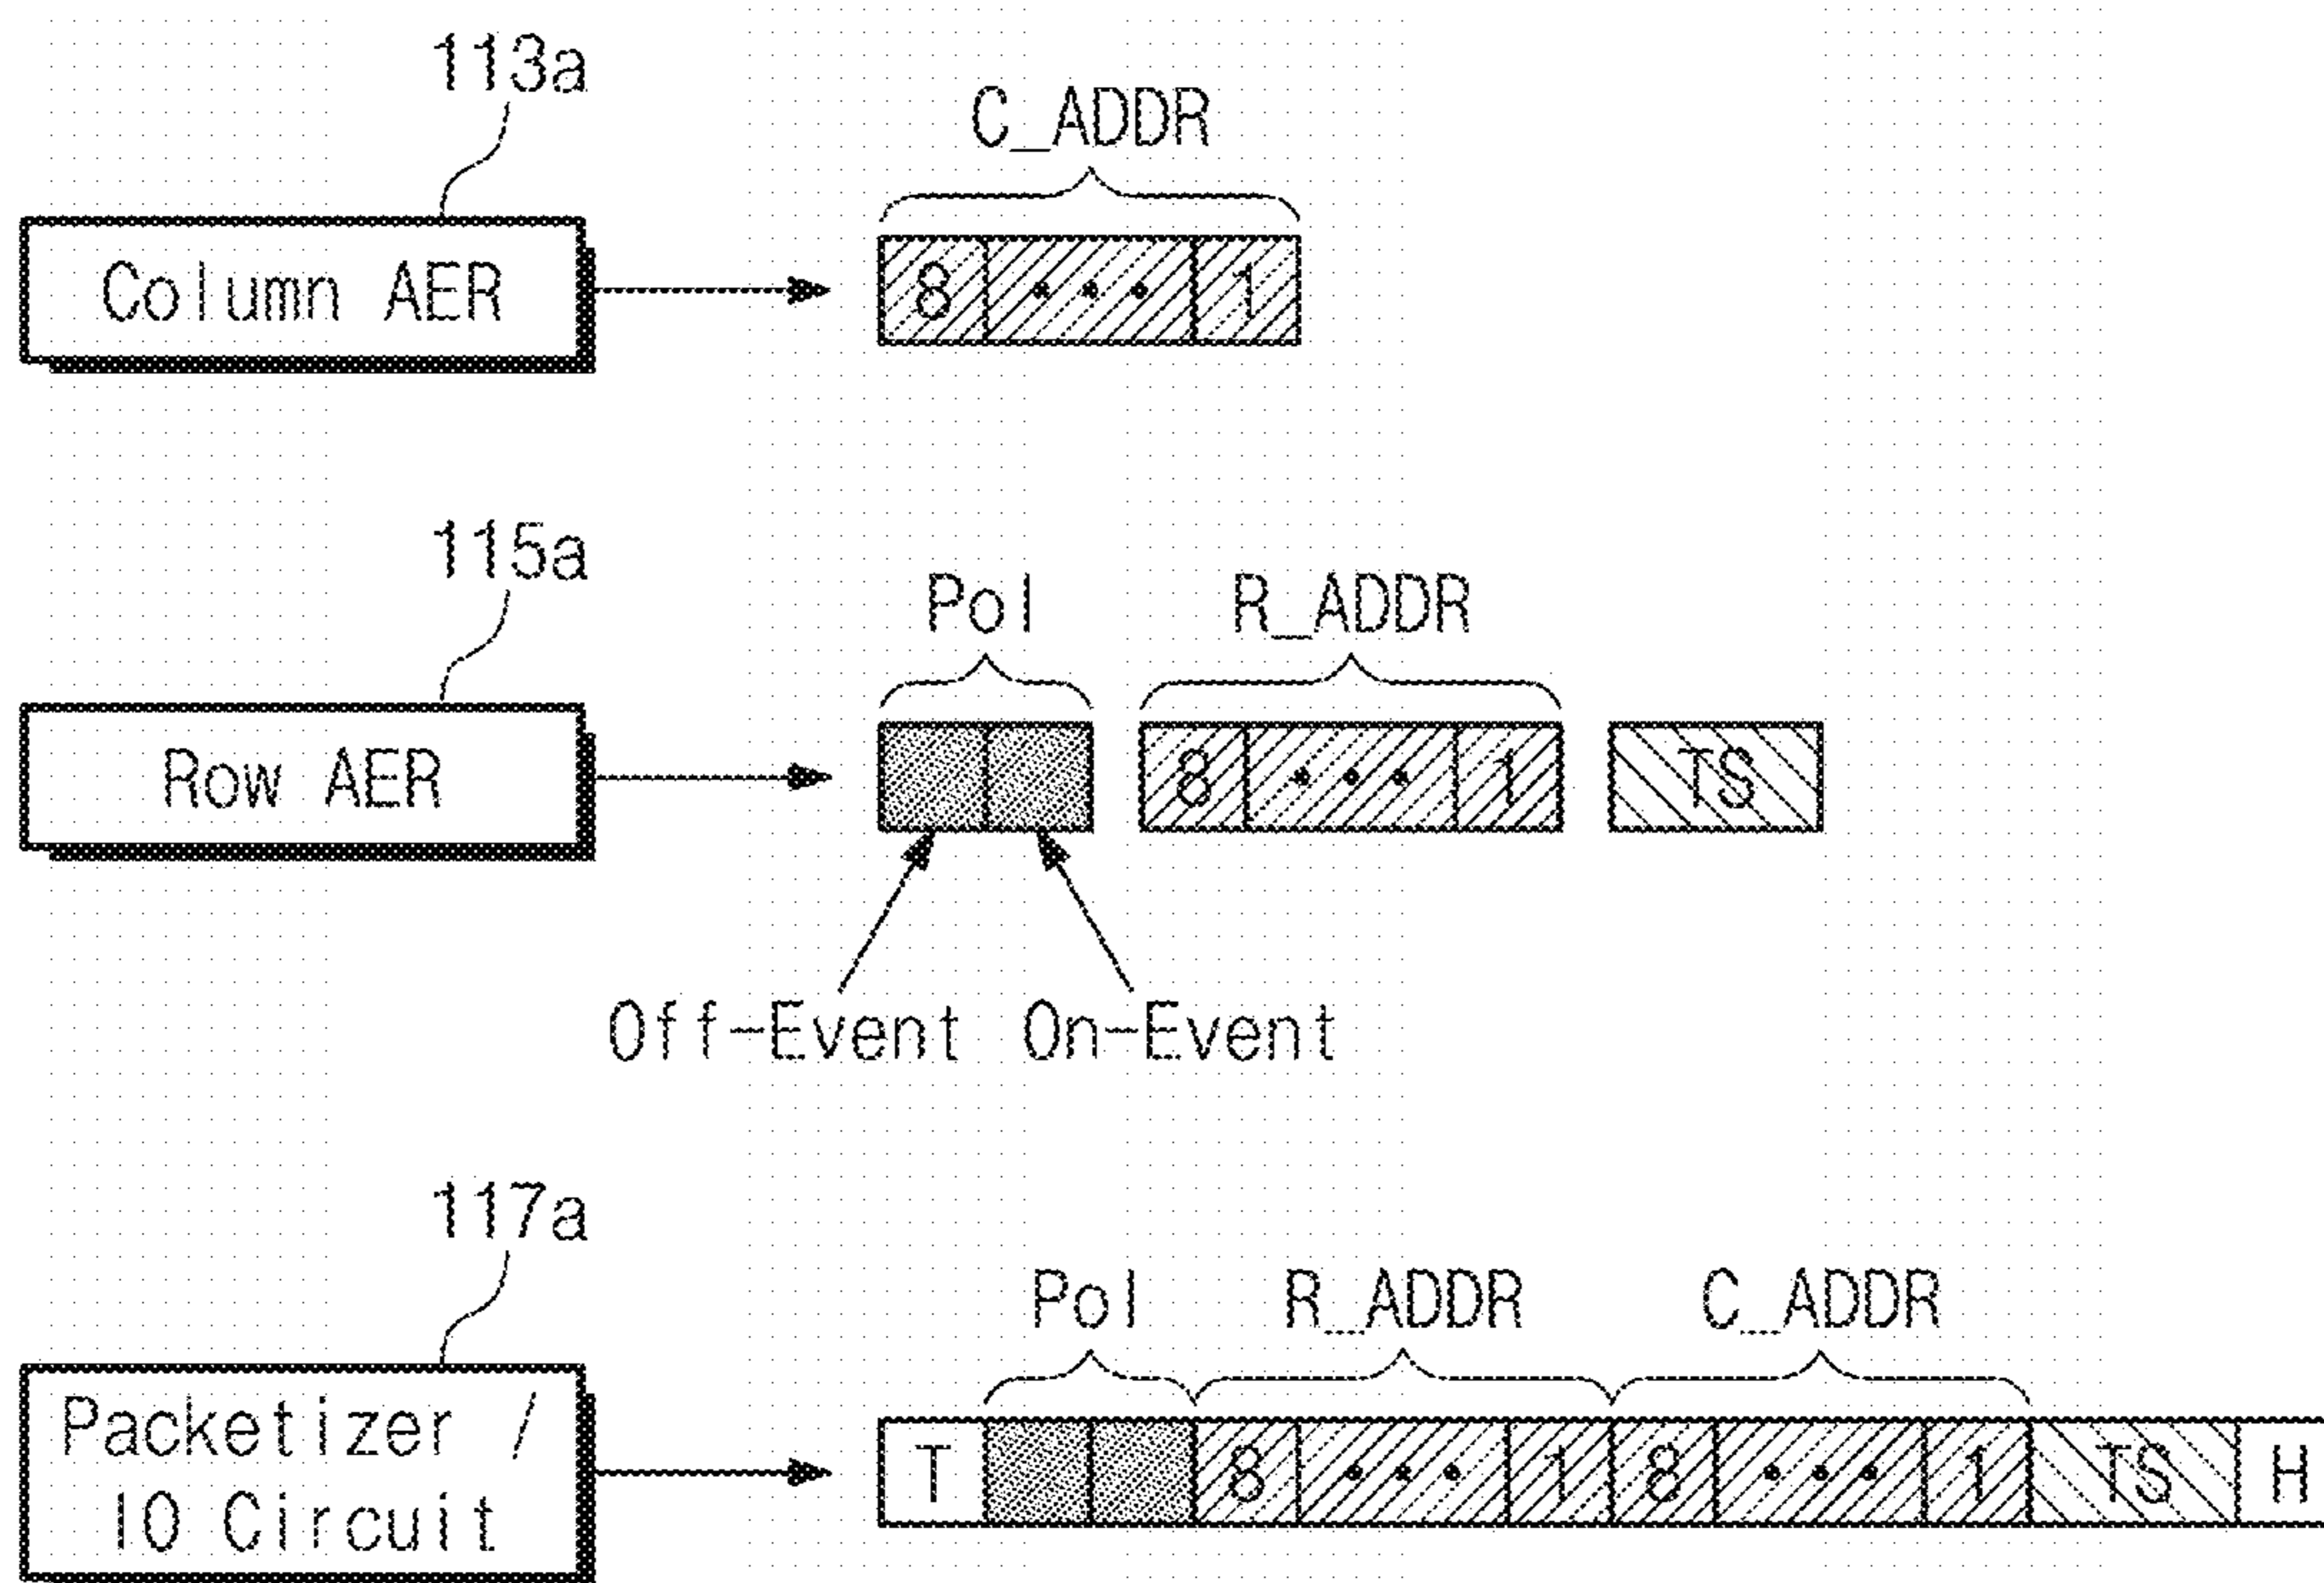 113a
C_ADDR
Column AER
8 • • • 1
115a
Pol R_ADDR
Row AER
8 • • • 1 TS
Off-Event On-Event
117a
Pol R_ADDR C_ADDR
Packetizer /
IO Circuit
T 8 • • • 1 8 • • • 1 TS H